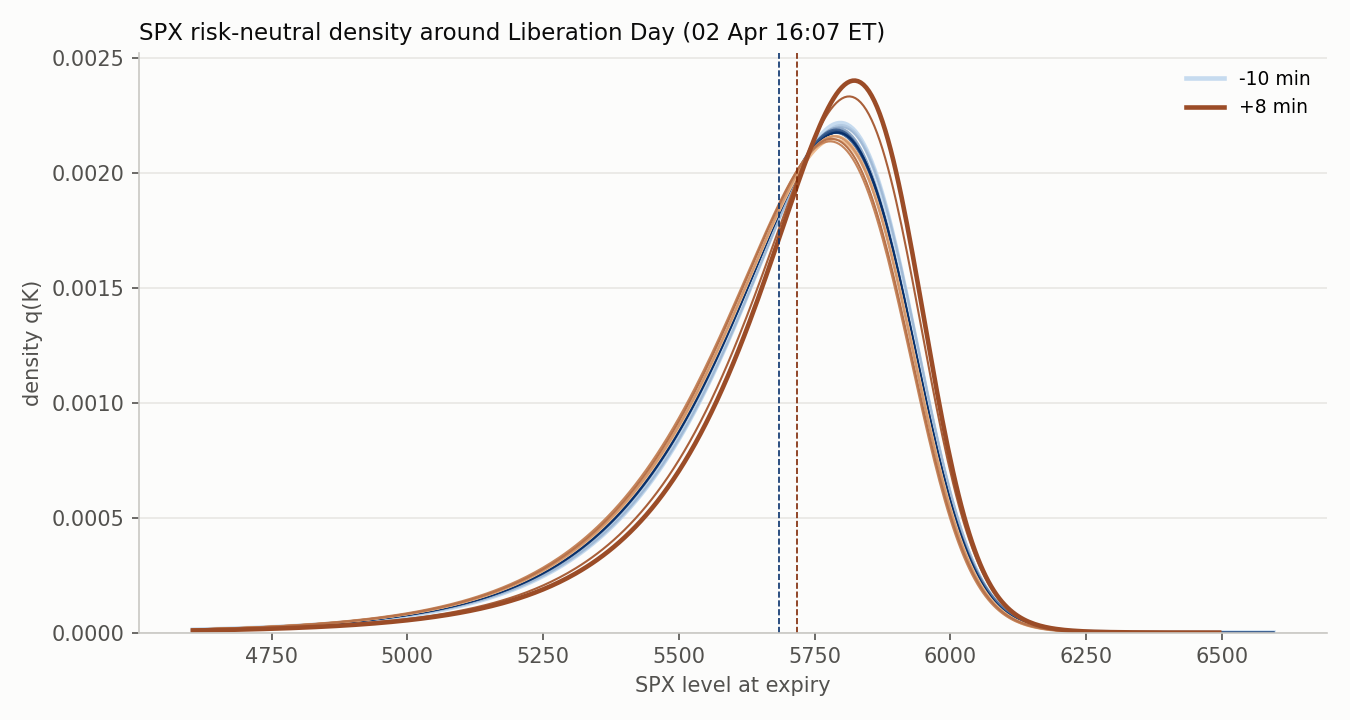 SPX risk-neutral density around Liberation Day (02 Apr 16:07 ET)
-10 min
+8 min
density q(K)
0.0025
0.0020
0.0015
0.0010
0.0005
0.0000
4750 5000 5250 5500 5750 6000 6250 6500
SPX level at expiry